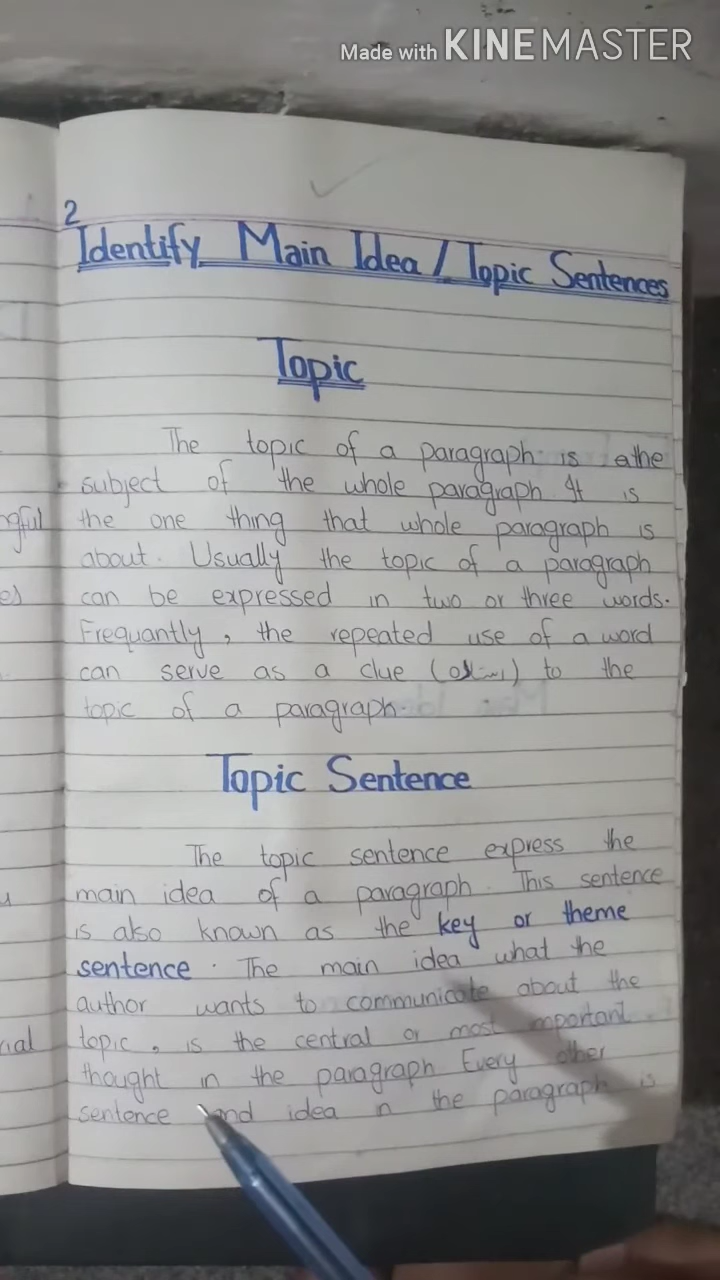 Made with KINEMASTER
2
Identify Main Idea / Topic Sentences
Topic
The topic of a paragraph is the
subject of the whole paragraph. It is
the one thing that whole paragraph is
about. Usually the topic of a paragraph
can be expressed in two or three words.
Frequantly, the repeated use of a word
can serve as a clue ( ) to the
topic of a paragraph.
Topic Sentence
The topic sentence express the
main idea of a paragraph. This sentence
is also known as the key or theme
sentence. The main idea what the
author wants to communicate about the
topic, is the central or most important
thought in the paragraph. Every other
sentence and idea in the paragraph is